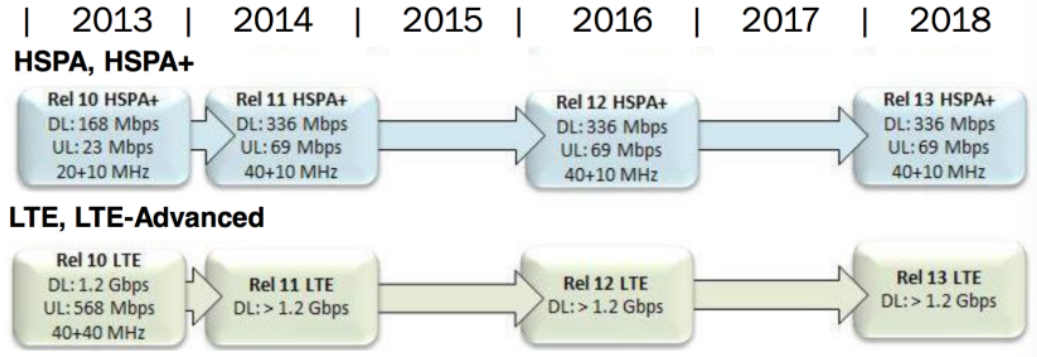 | 2013 | 2014 | 2015 | 2016 | 2017 | 2018
HSPA, HSPA+
Rel 10 HSPA+
DL: 168 Mbps
UL: 23 Mbps
20+10 MHz
Rel 11 HSPA+
DL: 336 Mbps
UL: 69 Mbps
40+10 MHz
Rel 12 HSPA+
DL: 336 Mbps
UL: 69 Mbps
40+10 MHz
Rel 13 HSPA+
DL: 336 Mbps
UL: 69 Mbps
40+10 MHz
LTE, LTE-Advanced
Rel 10 LTE
DL: 1.2 Gbps
UL: 568 Mbps
40+40 MHz
Rel 11 LTE
DL: > 1.2 Gbps
Rel 12 LTE
DL: > 1.2 Gbps
Rel 13 LTE
DL: > 1.2 Gbps